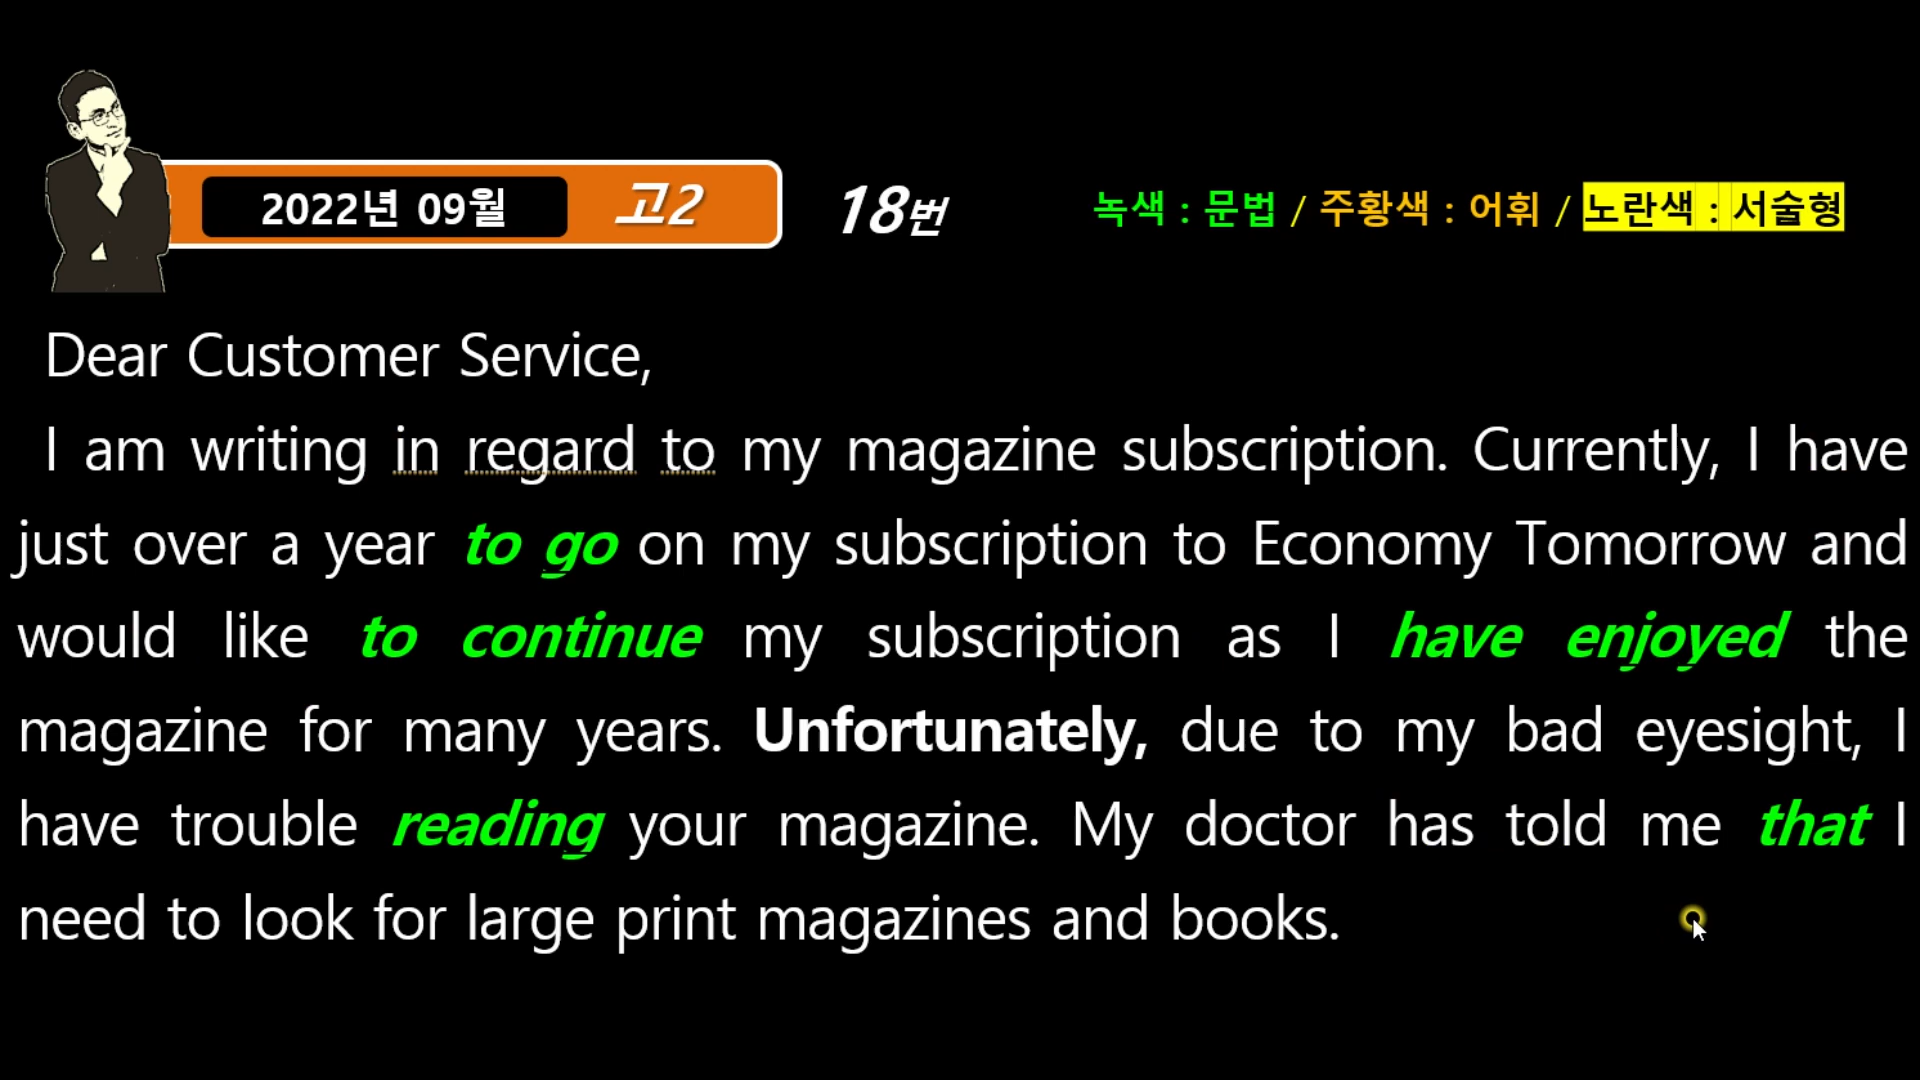 2022년 09월 고2 18번 녹색 : 문법 / 주황색 : 어휘 / 노란색 : 서술형
Dear Customer Service,
I am writing in regard to my magazine subscription. Currently, I have
just over a year to go on my subscription to Economy Tomorrow and
would like to continue my subscription as I have enjoyed the
magazine for many years. Unfortunately, due to my bad eyesight, I
have trouble reading your magazine. My doctor has told me that I
need to look for large print magazines and books.